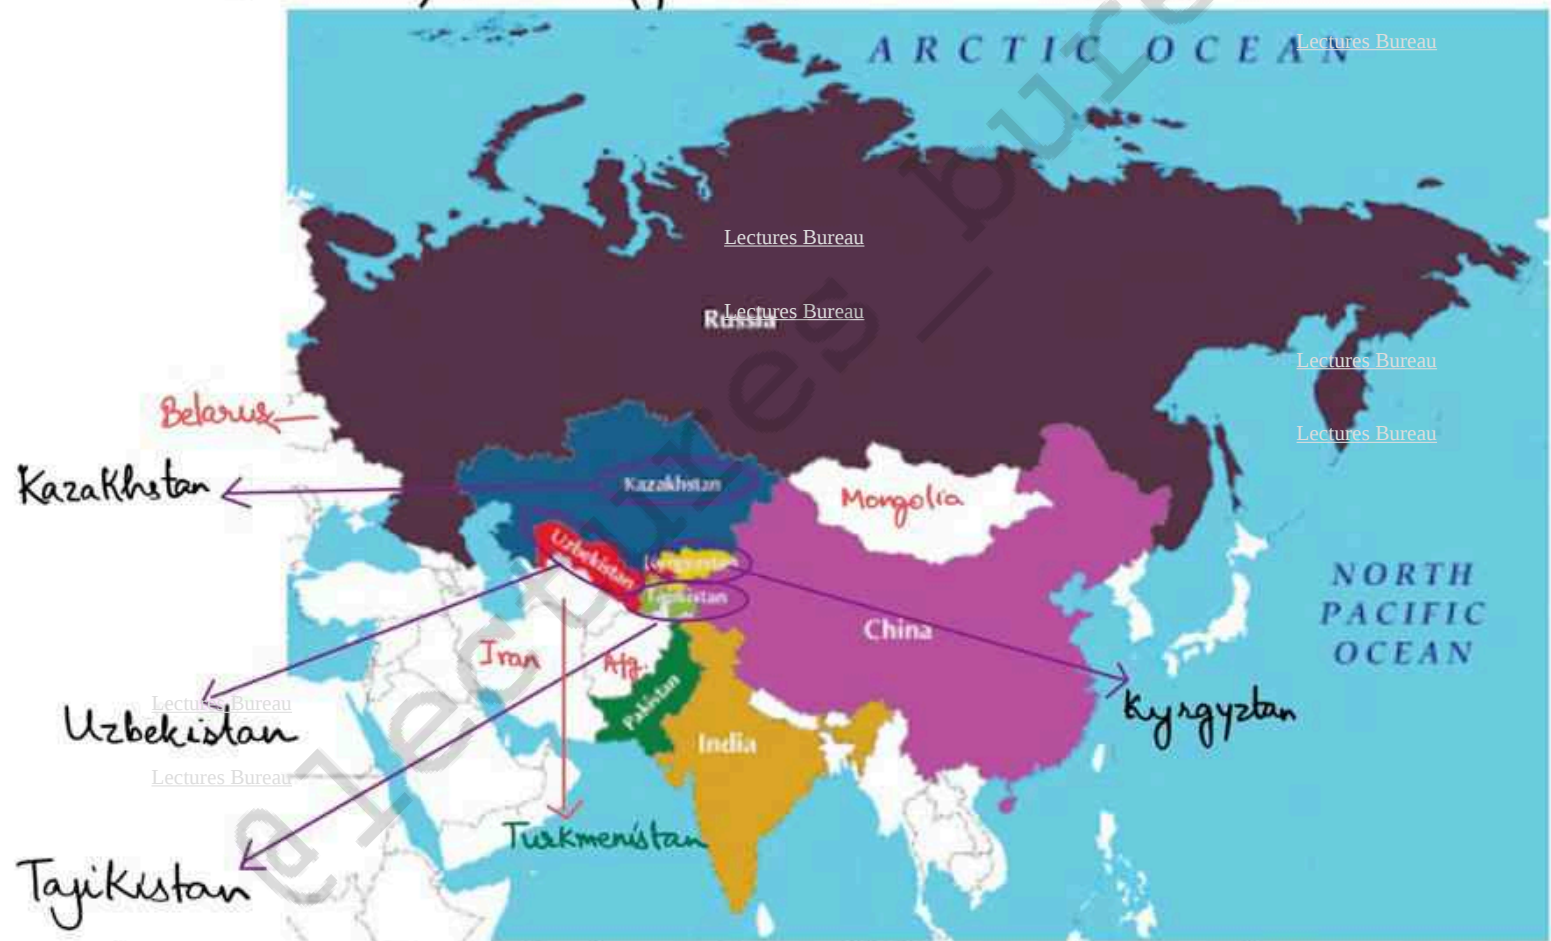 ARCTIC OCEAN
Lectures Bureau
Lectures Bureau
Lectures Bureau
Russia
Lectures Bureau
Belarus
Lectures Bureau
Kazakhstan
Kazakhstan
Mongolia
Uzbekistan
Kyrgyzstan
Tajikistan
NORTH
PACIFIC
OCEAN
China
Iran
Afg.
Pakistan
Lectures Bureau
Uzbekistan
Kyrgyztan
India
Lectures Bureau
Turkmenistan
Tajikistan
@lectures_bure